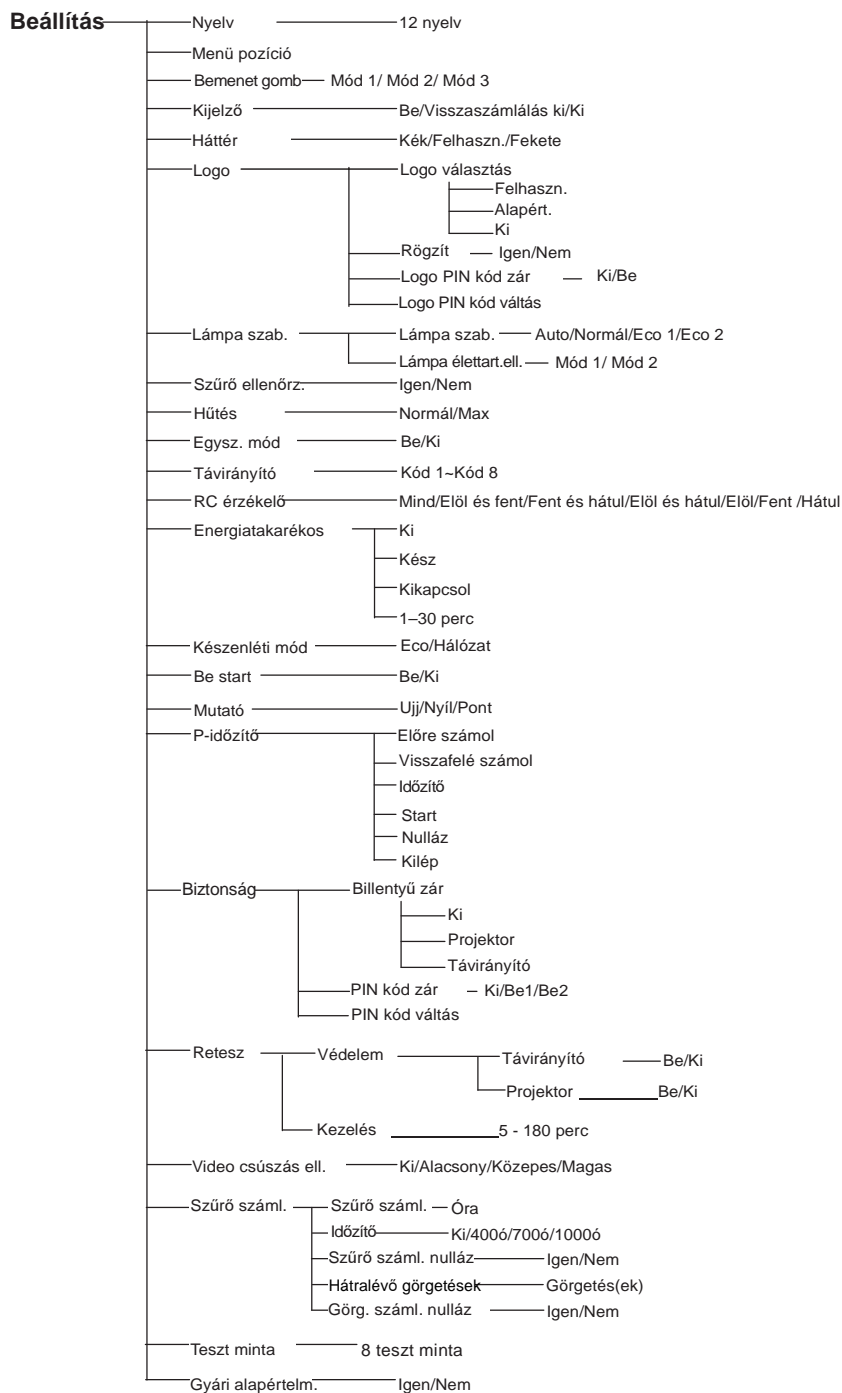 Beállítás Nyelv 12 nyelv
Menü pozíció
Bemenet gomb Mód 1/ Mód 2/ Mód 3
Kijelző Be/Visszaszámlálás ki/Ki
Háttér Kék/Felhaszn./Fekete
Logo Logo választás
Felhaszn.
Alapért.
Ki
Rögzít Igen/Nem
Logo PIN kód zár Ki/Be
Logo PIN kód váltás
Lámpa szab. Lámpa szab. Auto/Normál/Eco 1/Eco 2
Lámpa élettart.ell. Mód 1/ Mód 2
Szűrő ellenőrz. Igen/Nem
Hűtés Normál/Max
Egysz. mód Be/Ki
Távirányító Kód 1~Kód 8
RC érzékelő Mind/Elöl és fent/Fent és hátul/Elöl és hátul/Elöl/Fent /Hátul
Energiatakarékos Ki
Kész
Kikapcsol
1–30 perc
Készenléti mód Eco/Hálózat
Be start Be/Ki
Mutató Ujj/Nyíl/Pont
P-időzítő Előre számol
Visszafelé számol
Időzítő
Start
Nulláz
Kilép
Biztonság Billentyű zár
Ki
Projektor
Távirányító
PIN kód zár Ki/Be1/Be2
PIN kód váltás
Retesz Védelem Távirányító Be/Ki
Projektor Be/Ki
Kezelés 5 - 180 perc
Video csúszás ell. Ki/Alacsony/Közepes/Magas
Szűrő száml. Szűrő száml. Óra
Időzítő Ki/400ó/700ó/1000ó
Szűrő száml. nulláz Igen/Nem
Hátralévő görgetések Görgetés(ek)
Görg. száml. nulláz Igen/Nem
Teszt minta 8 teszt minta
Gyári alapértelm. Igen/Nem